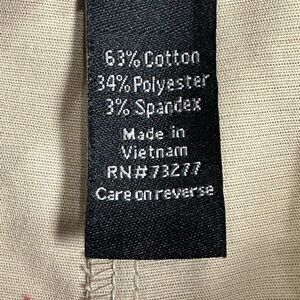 63% Cotton
34% Polyester
3% Spandex
Made in
Vietnam
RN#73277
Care on reverse